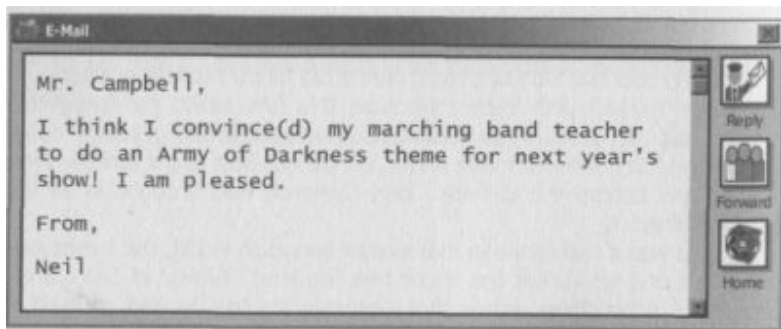 E-Mail
Mr. Campbell,
I think I convince(d) my marching band teacher
to do an Army of Darkness theme for next year's
show! I am pleased.
From,
Neil
Reply
Forward
Home